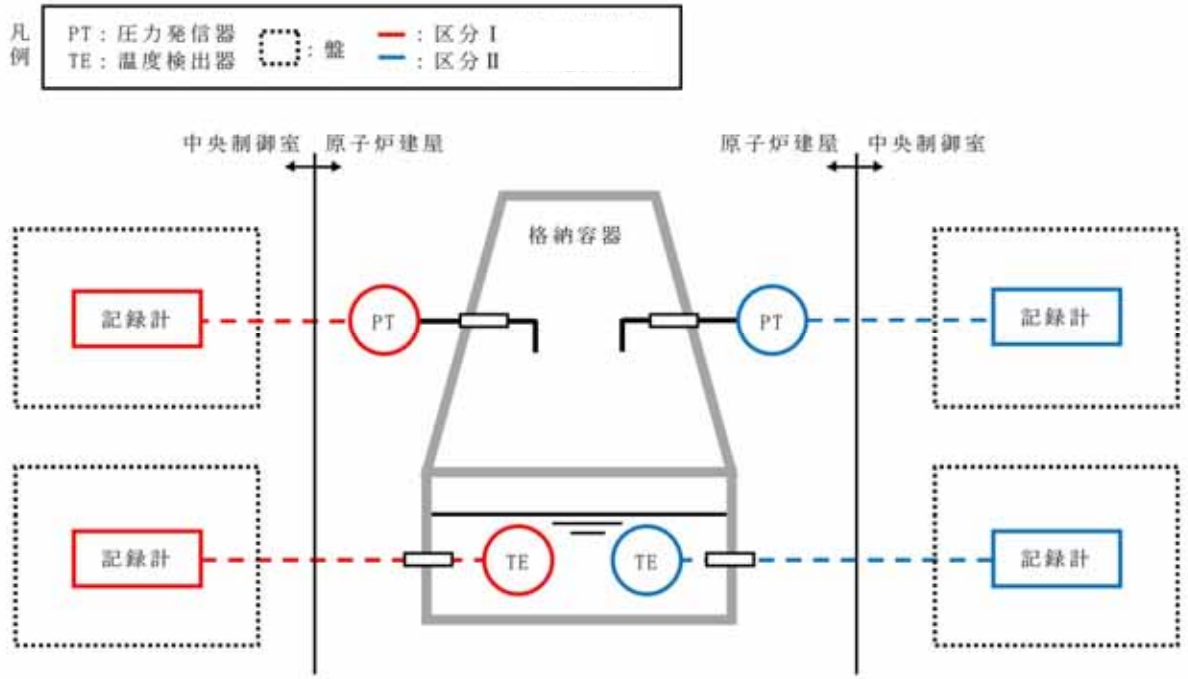 凡例
PT：圧力発信器
：盤
：区分Ⅰ
TE：温度検出器
：区分Ⅱ
中央制御室
原子炉建屋
原子炉建屋
中央制御室
格納容器
記録計
PT
PT
記録計
記録計
TE
TE
記録計